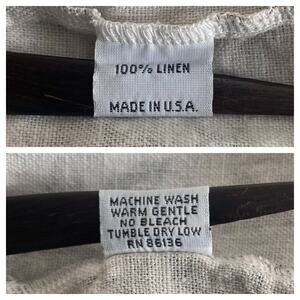 100% LINEN
MADE IN U.S.A.
MACHINE WASH
WARM GENTLE
NO BLEACH
TUMBLE DRY LOW
RN 86136